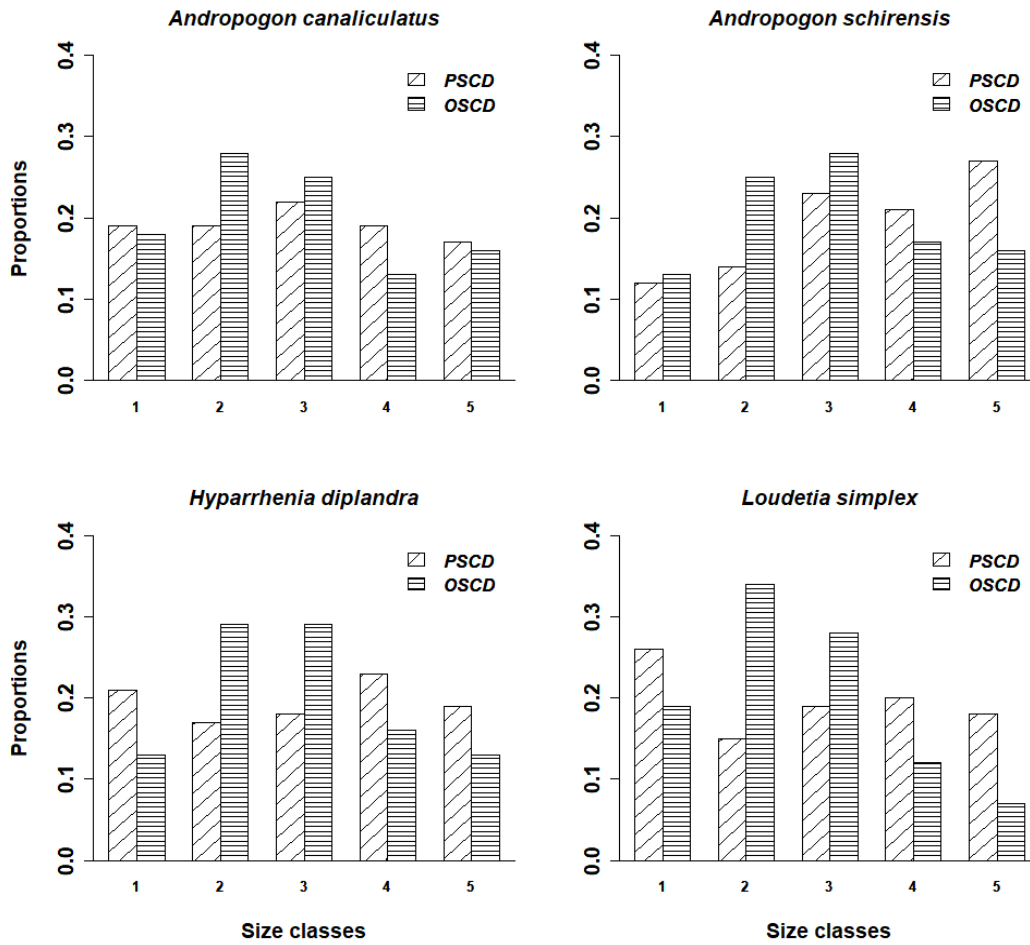 Andropogon canaliculatus
Proportions
0.4
0.3
0.2
0.1
0.0
PSCD
OSCD
1 2 3 4 5
Andropogon schirensis
0.4
0.3
0.2
0.1
0.0
PSCD
OSCD
1 2 3 4 5
Hyparrhenia diplandra
Proportions
0.4
0.3
0.2
0.1
0.0
PSCD
OSCD
1 2 3 4 5
Size classes
Loudetia simplex
0.4
0.3
0.2
0.1
0.0
PSCD
OSCD
1 2 3 4 5
Size classes